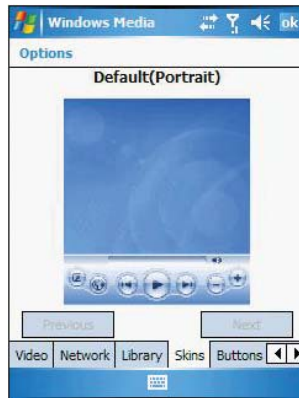 Windows Media ok
Options
Default(Portrait)
Previous Next
Video Network Library Skins Buttons